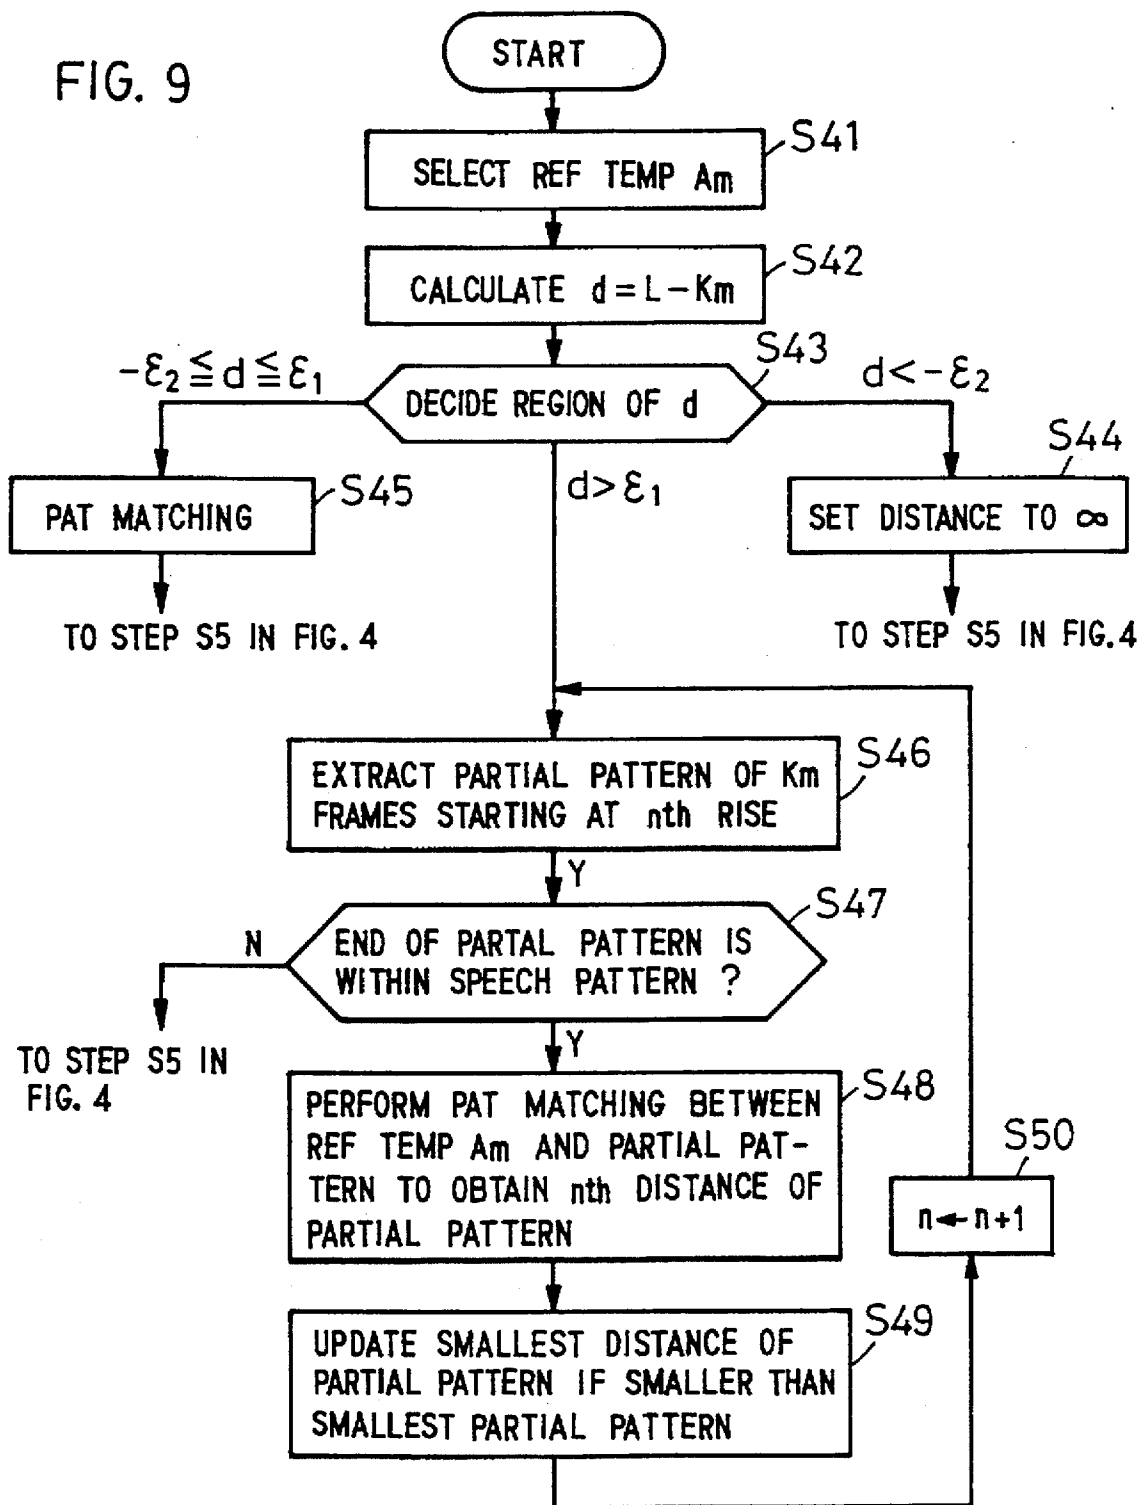 FIG. 9
START
S41
SELECT REF TEMP Am
S42
CALCULATE d = L - Km
S43
-ε2 ≦ d ≦ ε1
DECIDE REGION OF d
d < -ε2
S45
PAT MATCHING
d > ε1
S44
SET DISTANCE TO ∞
TO STEP S5 IN FIG. 4
TO STEP S5 IN FIG. 4
S46
EXTRACT PARTIAL PATTERN OF Km
FRAMES STARTING AT nth RISE
Y
S47
N
END OF PARTAL PATTERN IS
WITHIN SPEECH PATTERN ?
TO STEP S5 IN
FIG. 4
Y
S48
PERFORM PAT MATCHING BETWEEN
REF TEMP Am AND PARTIAL PAT-
TERN TO OBTAIN nth DISTANCE OF
PARTIAL PATTERN
S50
n ← n+1
S49
UPDATE SMALLEST DISTANCE OF
PARTIAL PATTERN IF SMALLER THAN
SMALLEST PARTIAL PATTERN